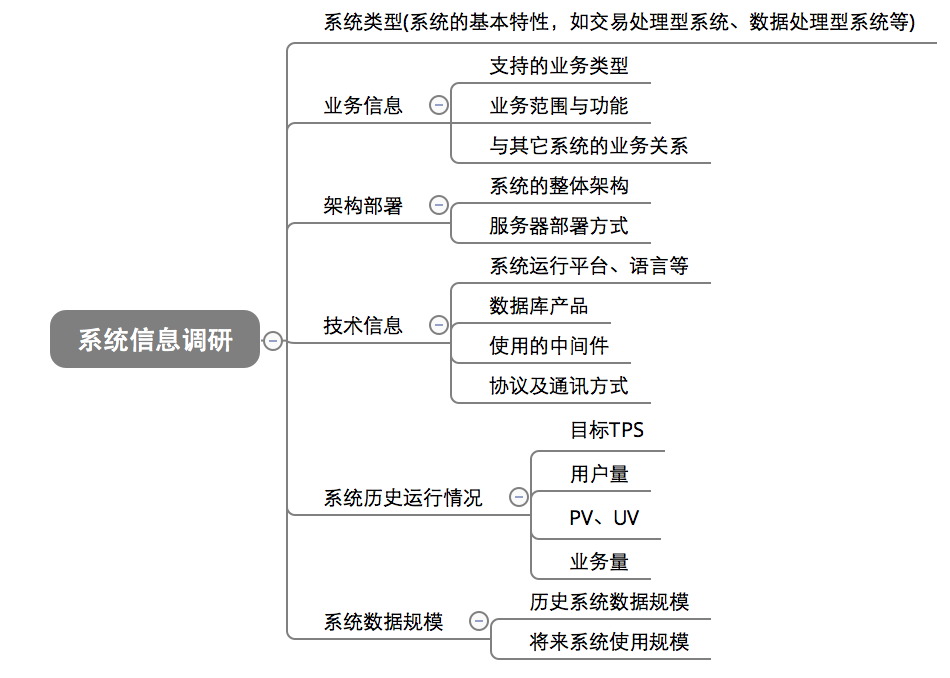 系统类型(系统的基本特性，如交易处理型系统、数据处理型系统等)
支持的业务类型
业务信息
业务范围与功能
与其它系统的业务关系
系统的整体架构
架构部署
服务器部署方式
系统运行平台、语言等
数据库产品
技术信息
系统信息调研
使用的中间件
协议及通讯方式
目标TPS
用户量
系统历史运行情况
PV、UV
业务量
历史系统数据规模
系统数据规模
将来系统使用规模